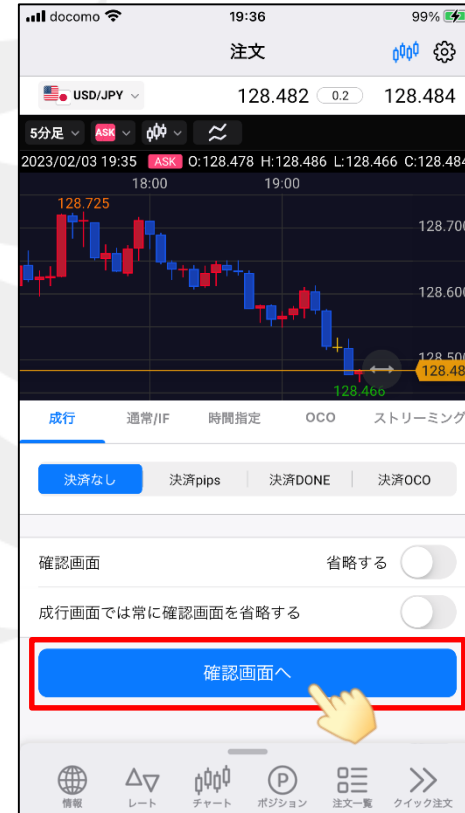 docomo 19:36 99%
注文
USD/JPY 128.482 0.2 128.484
5分足 ASK
2023/02/03 19:35 ASK O:128.478 H:128.486 L:128.466 C:128.484
18:00 19:00
128.725
128.700
128.600
128.500
128.48
128.466
成行 通常/IF 時間指定 OCO ストリーミング
決済なし 決済pips 決済DONE 決済OCO
確認画面 省略する
成行画面では常に確認画面を省略する
確認画面へ
P
情報 レート チャート ポジション 注文一覧 クイック注文